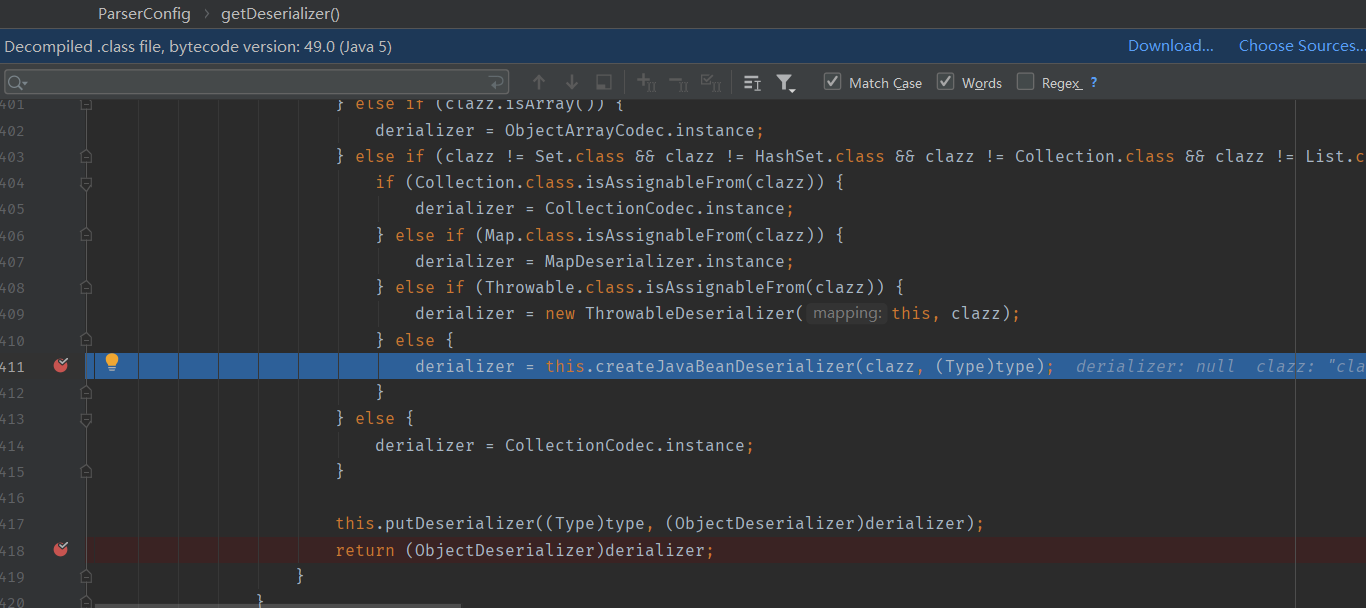 ParserConfig › getDeserializer()
Decompiled .class file, bytecode version: 49.0 (Java 5) Download... Choose Sources...
Match Case Words Regex ?
401 } else if (clazz.isArray()) {
402 derializer = ObjectArrayCodec.instance;
403 } else if (clazz != Set.class && clazz != HashSet.class && clazz != Collection.class && clazz != List.c
404 if (Collection.class.isAssignableFrom(clazz)) {
405 derializer = CollectionCodec.instance;
406 } else if (Map.class.isAssignableFrom(clazz)) {
407 derializer = MapDeserializer.instance;
408 } else if (Throwable.class.isAssignableFrom(clazz)) {
409 derializer = new ThrowableDeserializer( mapping: this, clazz);
410 } else {
411 derializer = this.createJavaBeanDeserializer(clazz, (Type)type); derializer: null clazz: "cla
412 }
413 } else {
414 derializer = CollectionCodec.instance;
415 }
416
417 this.putDeserializer((Type)type, (ObjectDeserializer)derializer);
418 return (ObjectDeserializer)derializer;
419 }
420 }